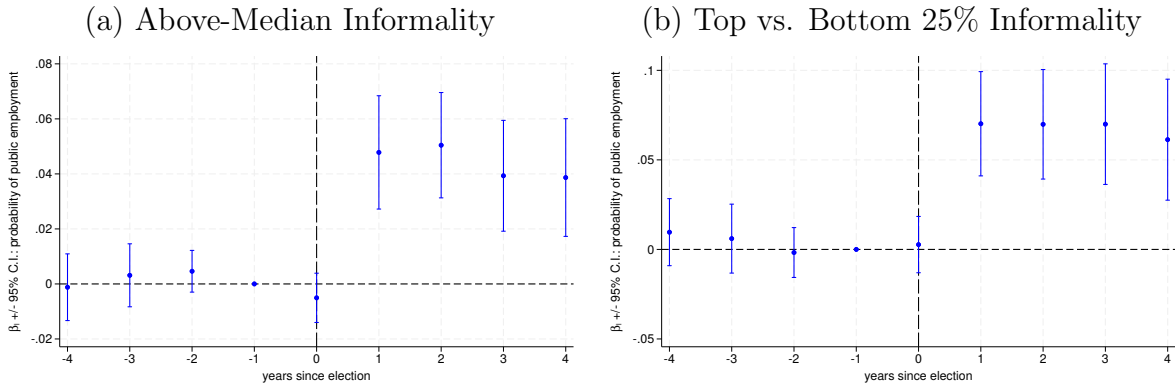 (a) Above-Median Informality
β_i +/- 95% C.I.: probability of public employment
.08
.06
.04
.02
0
-.02
-4 -3 -2 -1 0 1 2 3 4
years since election
(b) Top vs. Bottom 25% Informality
β_i +/- 95% C.I.: probability of public employment
.1
.05
0
-.05
-4 -3 -2 -1 0 1 2 3 4
years since election